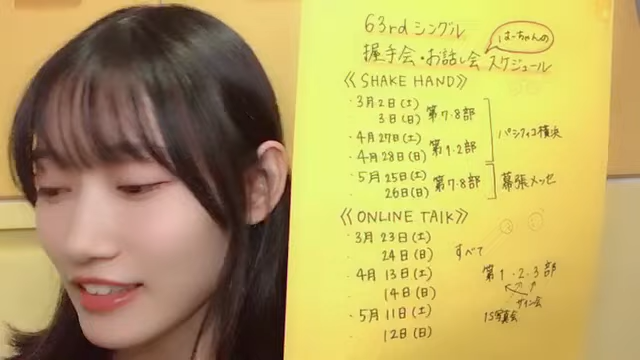 63rd シングル
握手会・お話し会 スケジュール
はーちゃんの
《SHAKE HAND》
・3月2日(土)
3日(日) 第7.8部
・4月27日(土)
・4月28日(日) 第1.2部
パシフィコ横浜
・5月25日(土)
26日(日) 第7.8部
幕張メッセ
《ONLINE TALK》
・3月23日(土)
・24日(日)
すべて
・4月13日(土)
・14日(日)
第1.2.3部
サイン会
・5月11日(土)
・12日(日)